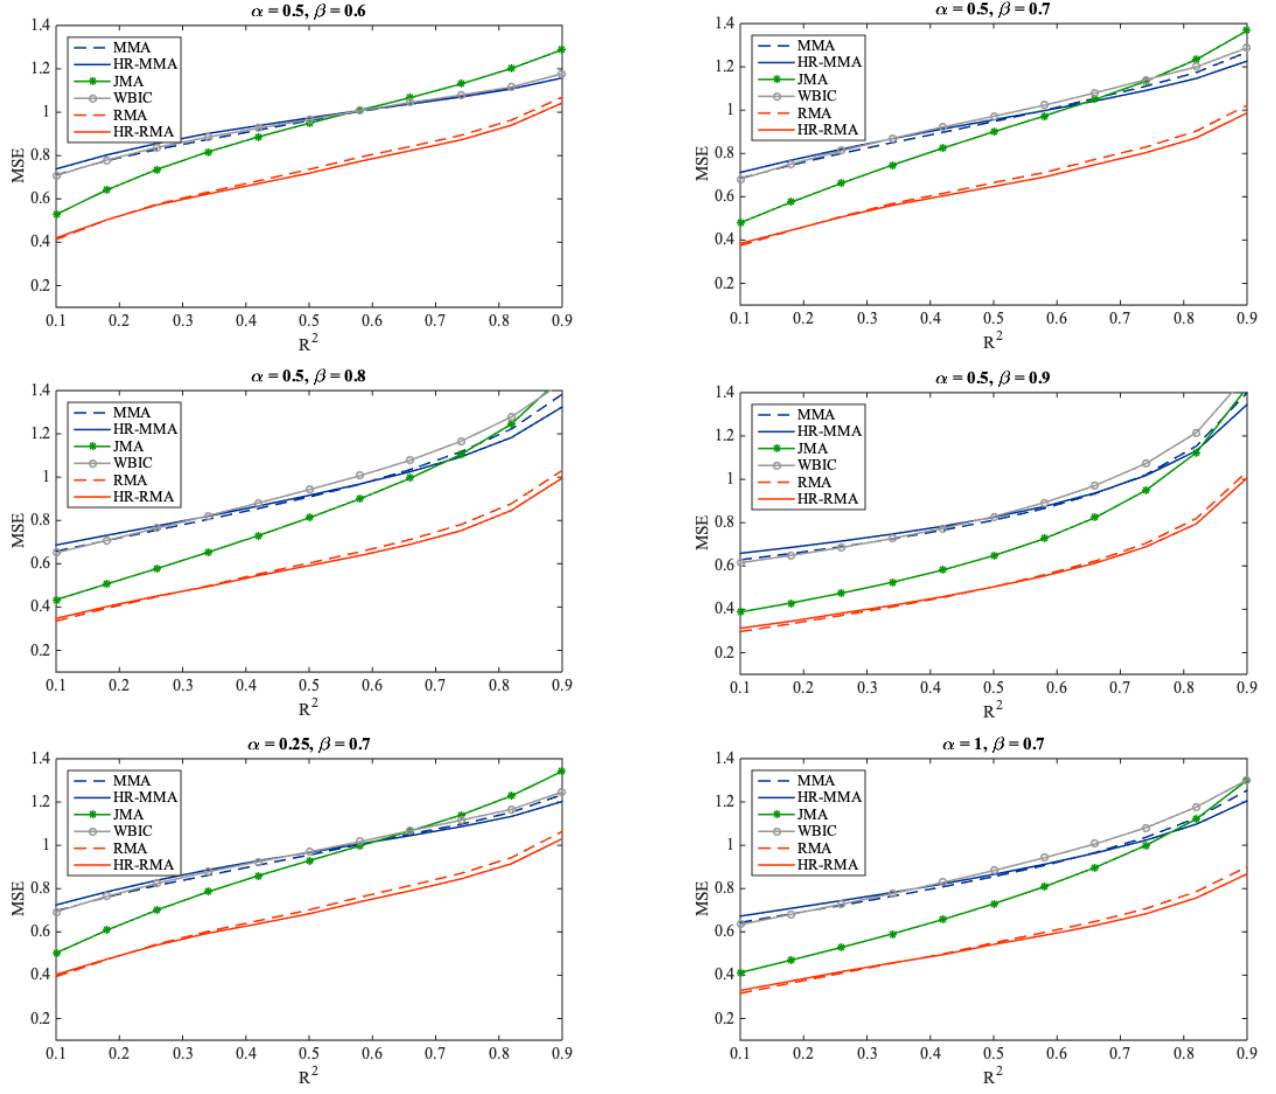 α = 0.5, β = 0.6
MSE
1.4
1.2
1
0.8
0.6
0.4
0.2
MMA
HR-MMA
JMA
WBIC
RMA
HR-RMA
0.1 0.2 0.3 0.4 0.5 0.6 0.7 0.8 0.9
R²
α = 0.5, β = 0.7
MSE
1.4
1.2
1
0.8
0.6
0.4
0.2
MMA
HR-MMA
JMA
WBIC
RMA
HR-RMA
0.1 0.2 0.3 0.4 0.5 0.6 0.7 0.8 0.9
R²
α = 0.5, β = 0.8
MSE
1.4
1.2
1
0.8
0.6
0.4
0.2
MMA
HR-MMA
JMA
WBIC
RMA
HR-RMA
0.1 0.2 0.3 0.4 0.5 0.6 0.7 0.8 0.9
R²
α = 0.5, β = 0.9
MSE
1.4
1.2
1
0.8
0.6
0.4
0.2
MMA
HR-MMA
JMA
WBIC
RMA
HR-RMA
0.1 0.2 0.3 0.4 0.5 0.6 0.7 0.8 0.9
R²
α = 0.25, β = 0.7
MSE
1.4
1.2
1
0.8
0.6
0.4
0.2
MMA
HR-MMA
JMA
WBIC
RMA
HR-RMA
0.1 0.2 0.3 0.4 0.5 0.6 0.7 0.8 0.9
R²
α = 1, β = 0.7
MSE
1.4
1.2
1
0.8
0.6
0.4
0.2
MMA
HR-MMA
JMA
WBIC
RMA
HR-RMA
0.1 0.2 0.3 0.4 0.5 0.6 0.7 0.8 0.9
R²